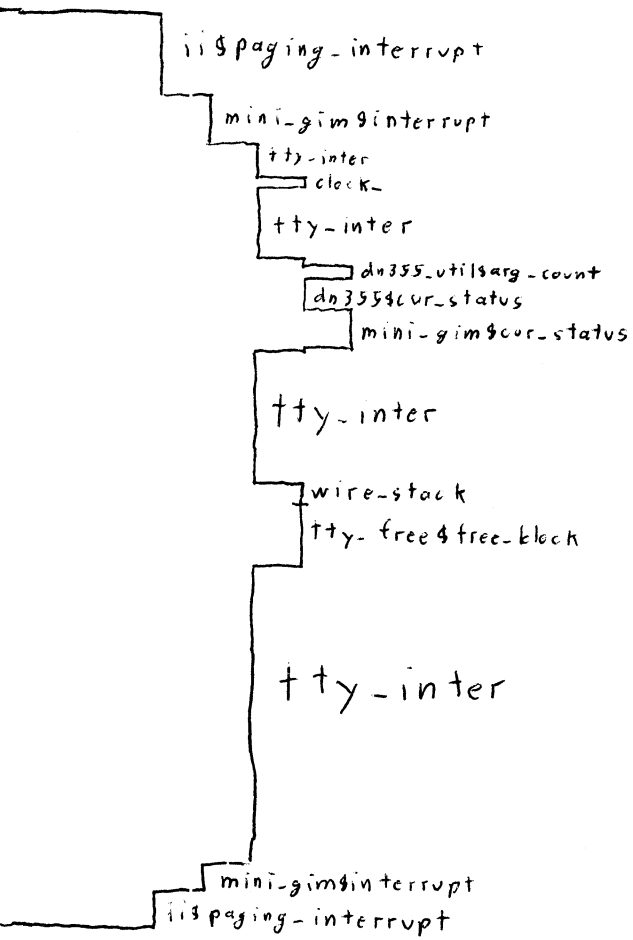 ii$paging_interrupt
mini_gim$interrupt
tty_inter
clock_
tty_inter
dn355_util$arg_count
dn355$cur_status
mini_gim$cur_status
tty_inter
wire_stack
tty_free$free_block
tty_inter
mini_gim$interrupt
ii$paging_interrupt